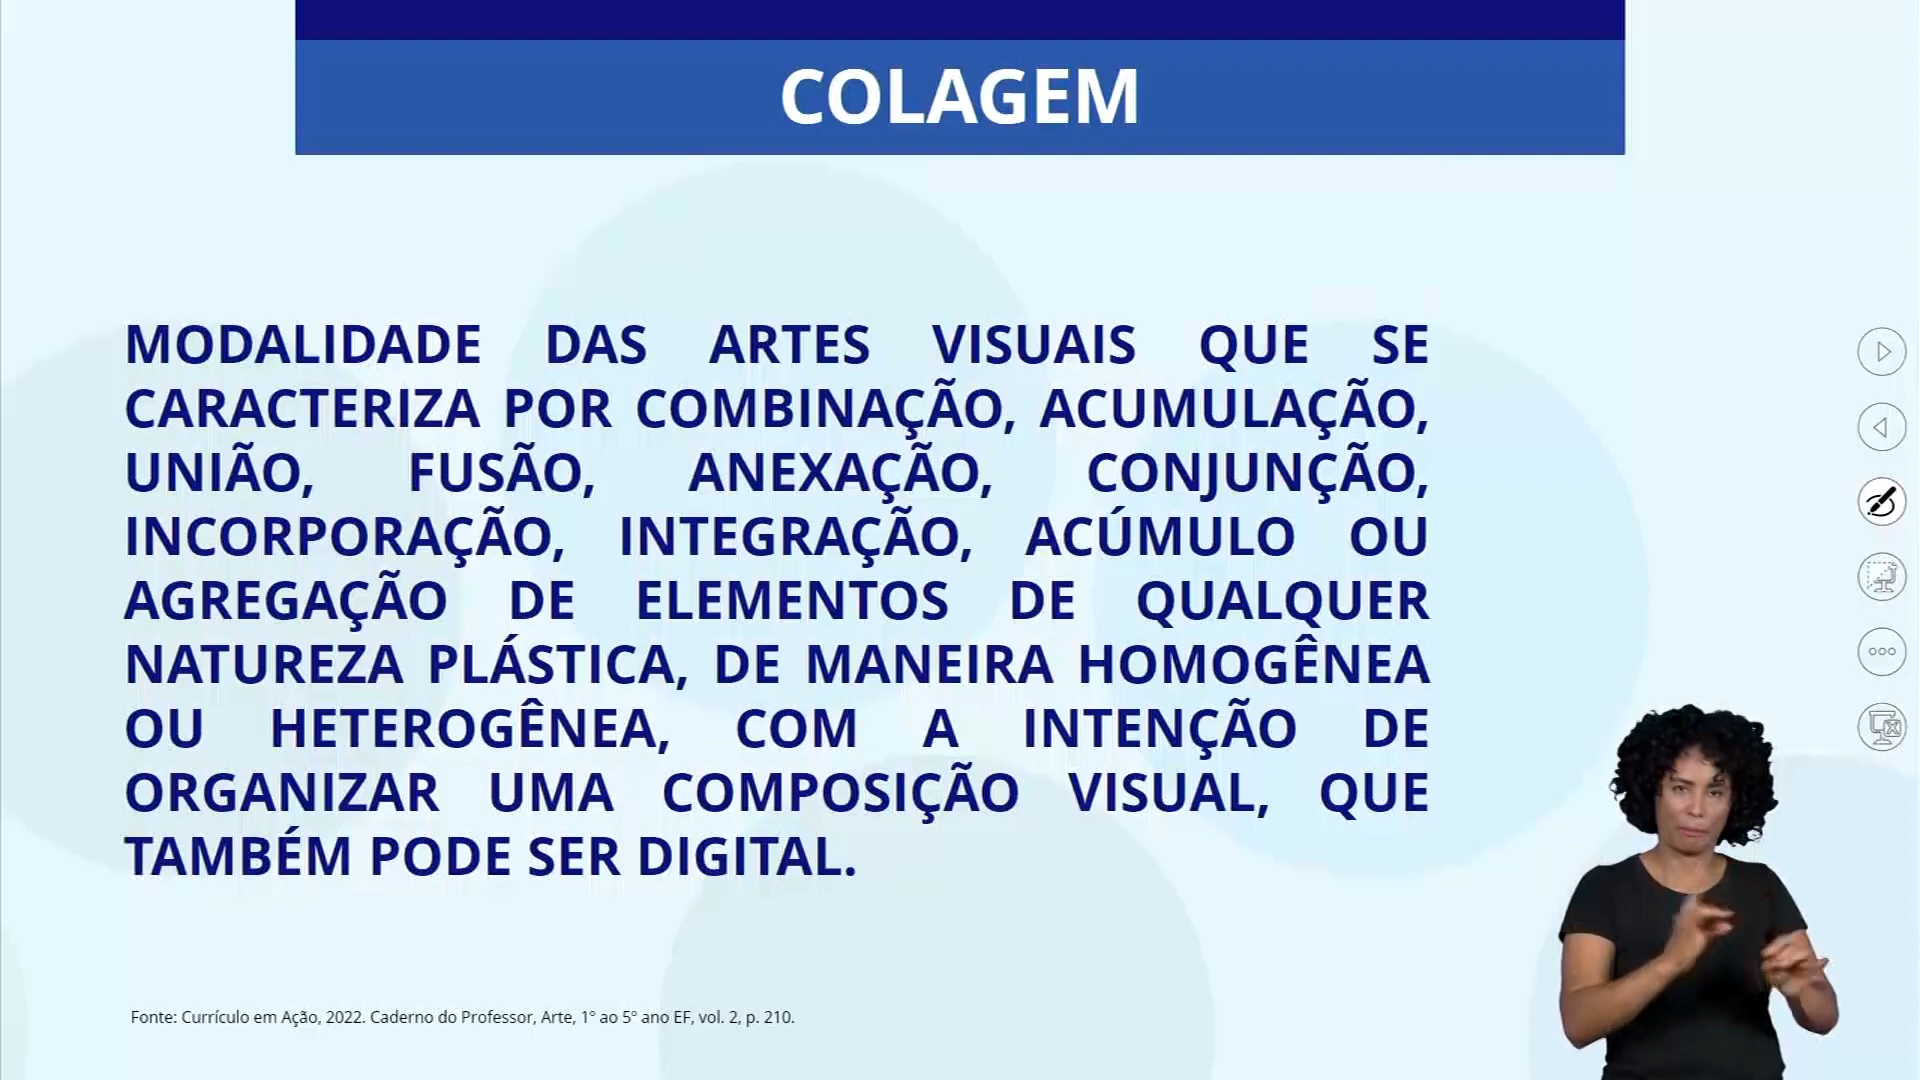 COLAGEM
MODALIDADE DAS ARTES VISUAIS QUE SE
CARACTERIZA POR COMBINAÇÃO, ACUMULAÇÃO,
UNIÃO, FUSÃO, ANEXAÇÃO, CONJUNÇÃO,
INCORPORAÇÃO, INTEGRAÇÃO, ACÚMULO OU
AGREGAÇÃO DE ELEMENTOS DE QUALQUER
NATUREZA PLÁSTICA, DE MANEIRA HOMOGÊNEA
OU HETEROGÊNEA, COM A INTENÇÃO DE
ORGANIZAR UMA COMPOSIÇÃO VISUAL, QUE
TAMBÉM PODE SER DIGITAL.
Fonte: Currículo em Ação, 2022. Caderno do Professor, Arte, 1º ao 5º ano EF, vol. 2, p. 210.